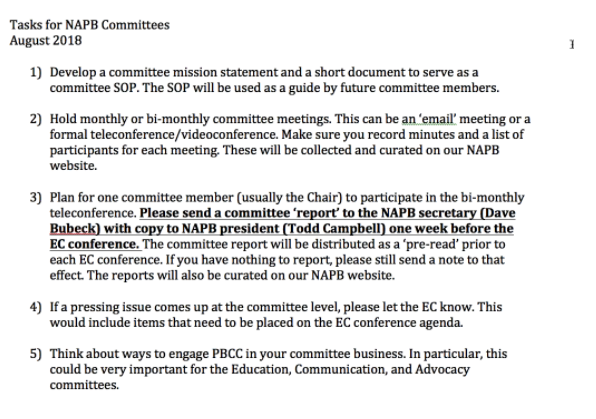 Tasks for NAPB Committees
August 2018
1) Develop a committee mission statement and a short document to serve as a
committee SOP. The SOP will be used as a guide by future committee members.
2) Hold monthly or bi-monthly committee meetings. This can be an 'email' meeting or a
formal teleconference/videoconference. Make sure you record minutes and a list of
participants for each meeting. These will be collected and curated on our NAPB
website.
3) Plan for one committee member (usually the Chair) to participate in the bi-monthly
teleconference. Please send a committee 'report' to the NAPB secretary (Dave
Bubeck) with copy to NAPB president (Todd Campbell) one week before the
EC conference. The committee report will be distributed as a 'pre-read' prior to
each EC conference. If you have nothing to report, please still send a note to that
effect. The reports will also be curated on our NAPB website.
4) If a pressing issue comes up at the committee level, please let the EC know. This
would include items that need to be placed on the EC conference agenda.
5) Think about ways to engage PBCC in your committee business. In particular, this
could be very important for the Education, Communication, and Advocacy
committees.